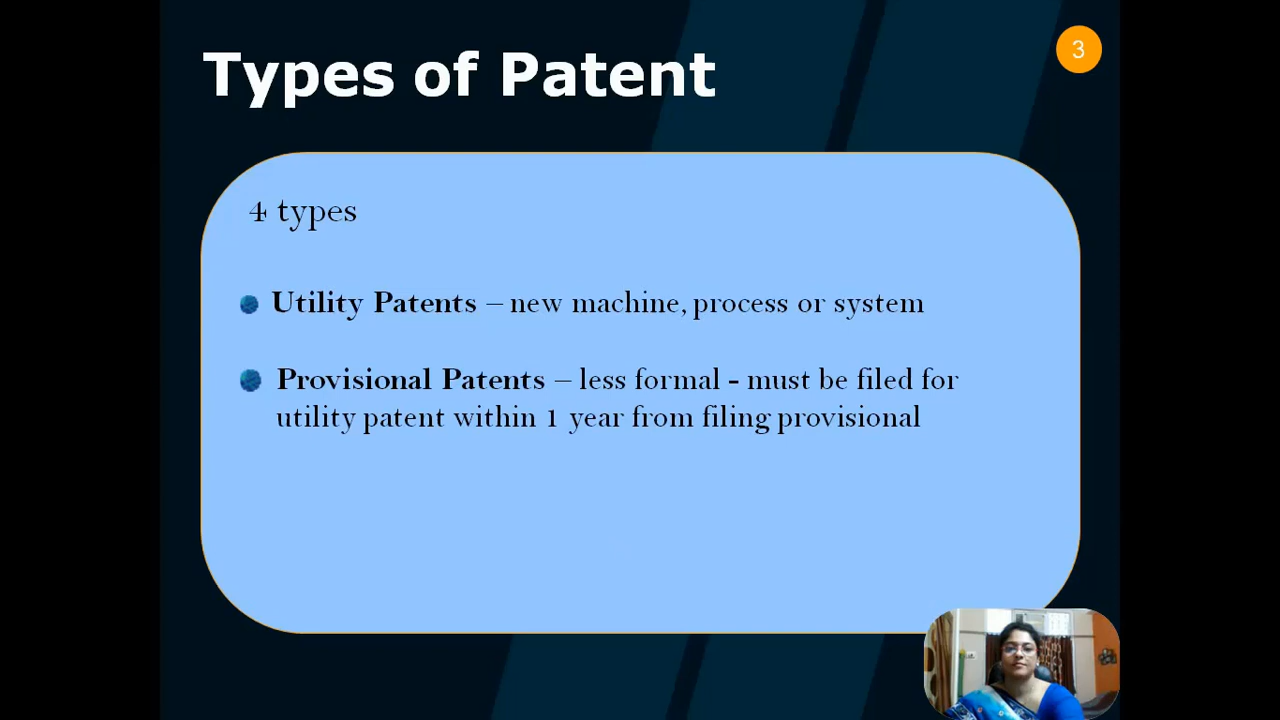 Types of Patent
3
4 types
Utility Patents – new machine, process or system
Provisional Patents – less formal - must be filed for
utility patent within 1 year from filing provisional